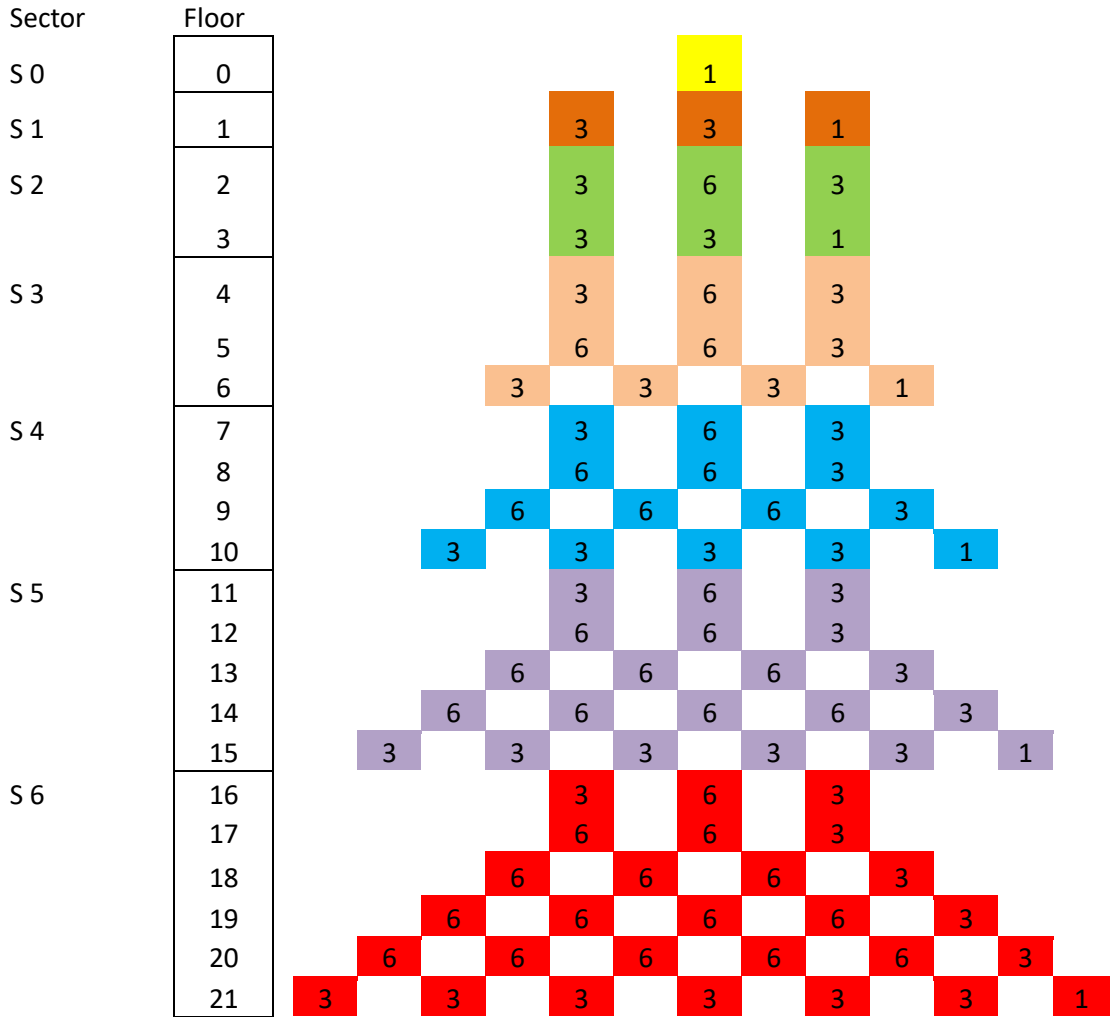 Sector Floor
S 0 0 1
S 1 1 3 3 1
S 2 2 3 6 3
3 3 3 1
S 3 4 3 6 3
5 6 6 3
6 3 3 3 1
S 4 7 3 6 3
8 6 6 3
9 6 6 6 3
10 3 3 3 3 1
S 5 11 3 6 3
12 6 6 3
13 6 6 6 3
14 6 6 6 6 3
15 3 3 3 3 3 1
S 6 16 3 6 3
17 6 6 3
18 6 6 6 3
19 6 6 6 6 3
20 6 6 6 6 6 3
21 3 3 3 3 3 3 1